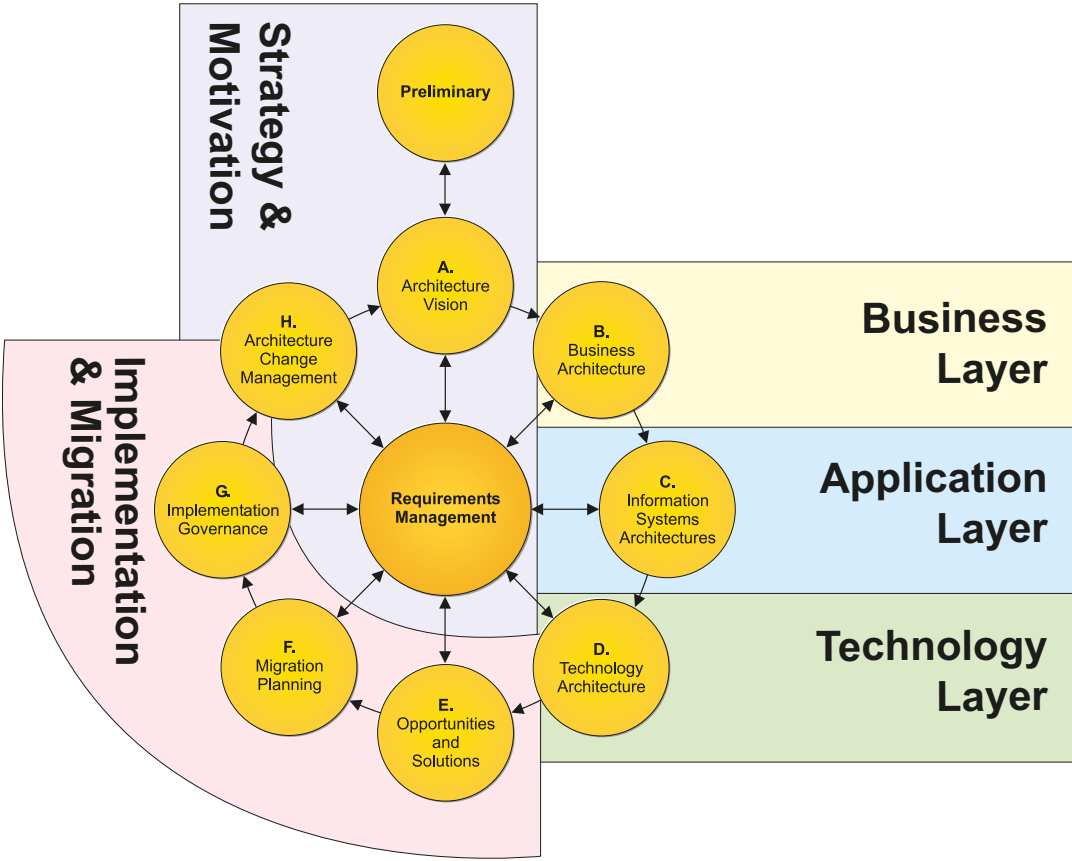 Strategy &
Motivation
Preliminary
A.
Architecture
Vision
H.
Architecture
Change
Management
B.
Business
Architecture
Business
Layer
Implementation
& Migration
G.
Implementation
Governance
Requirements
Management
C.
Information
Systems
Architectures
Application
Layer
F.
Migration
Planning
E.
Opportunities
and
Solutions
D.
Technology
Architecture
Technology
Layer